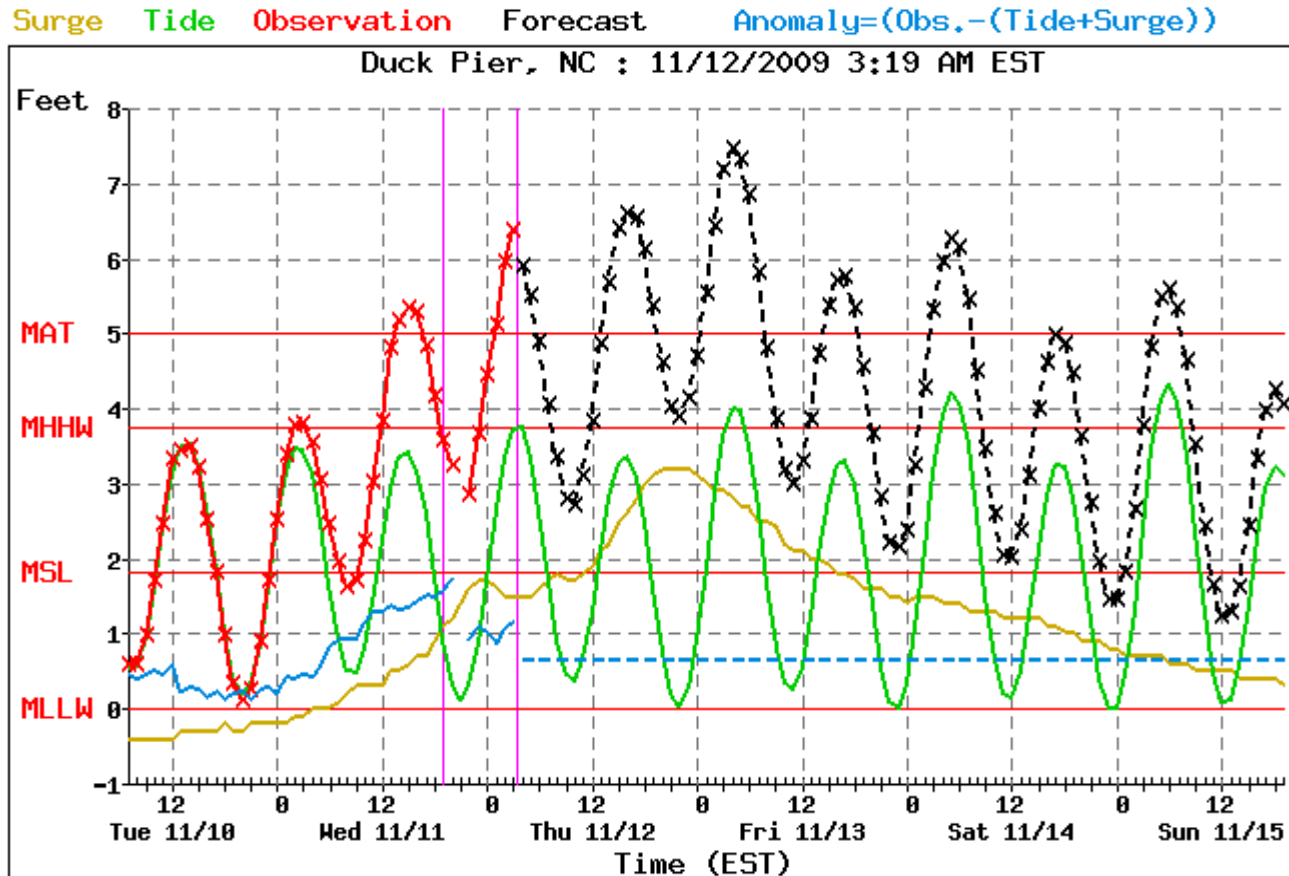 Surge Tide Observation Forecast Anomaly=(Obs.-(Tide+Surge))
Duck Pier, NC : 11/12/2009 3:19 AM EST
Feet
8
7
6
MAT 5
4
MHHW
3
2
MSL
1
MLLW 0
-1
12 0 12 0 12 0 12 0 12 0 12
Tue 11/10 Wed 11/11 Thu 11/12 Fri 11/13 Sat 11/14 Sun 11/15
Time (EST)